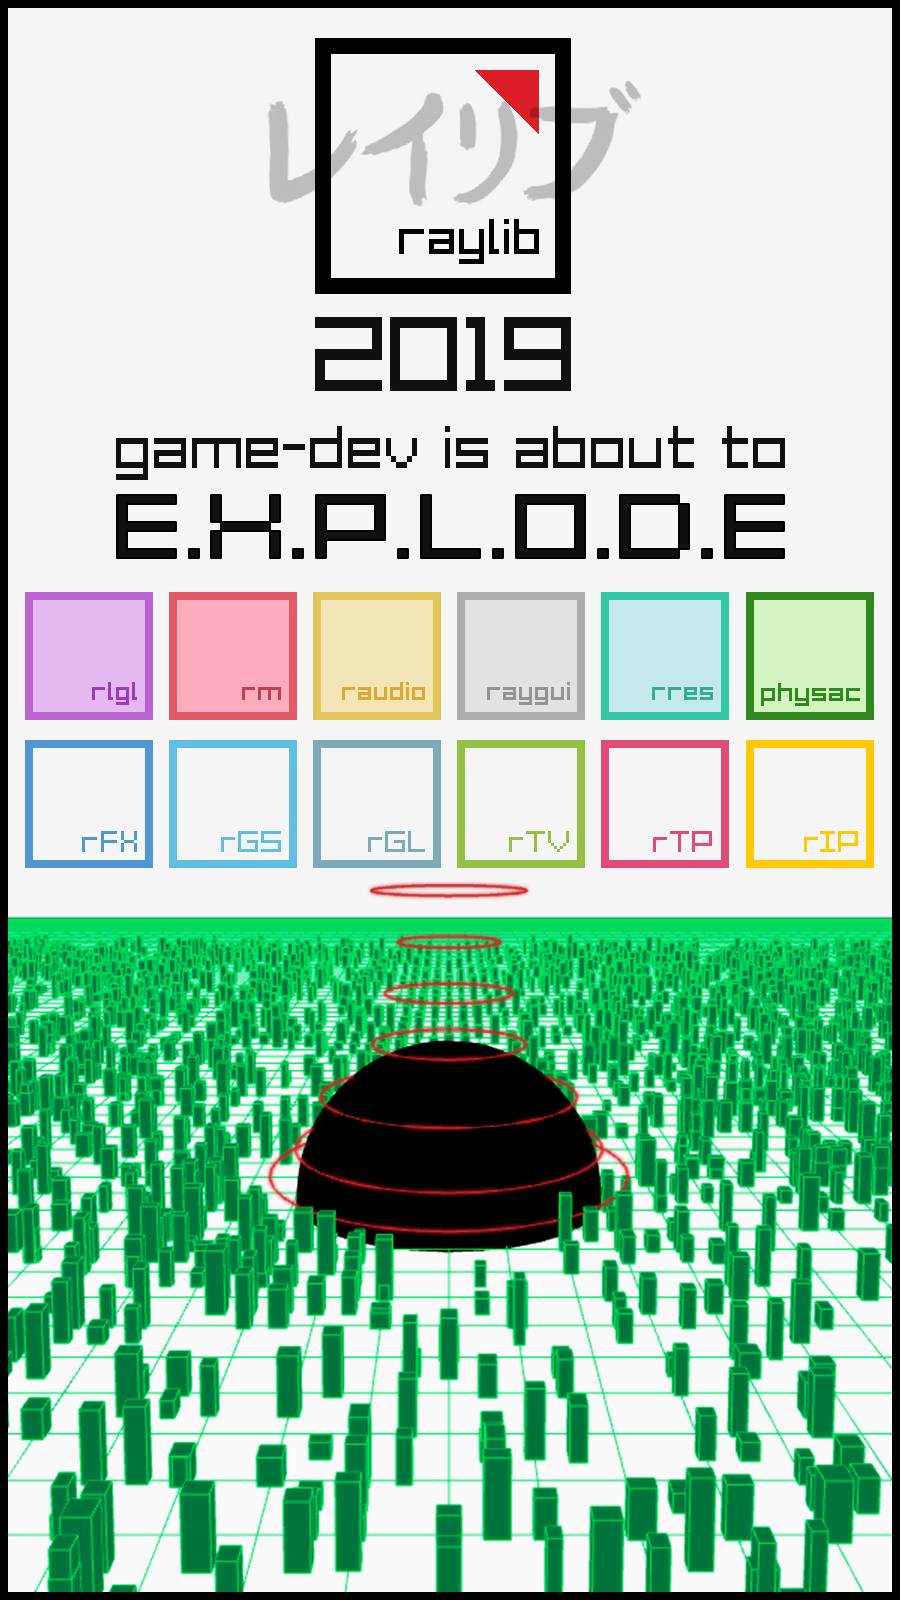 レイリブ
raylib
2019
game-dev is about to
E.X.P.L.O.D.E
rlgl rm raudio raygui rres physac
rFX rGS rGL rTV rTP rIP